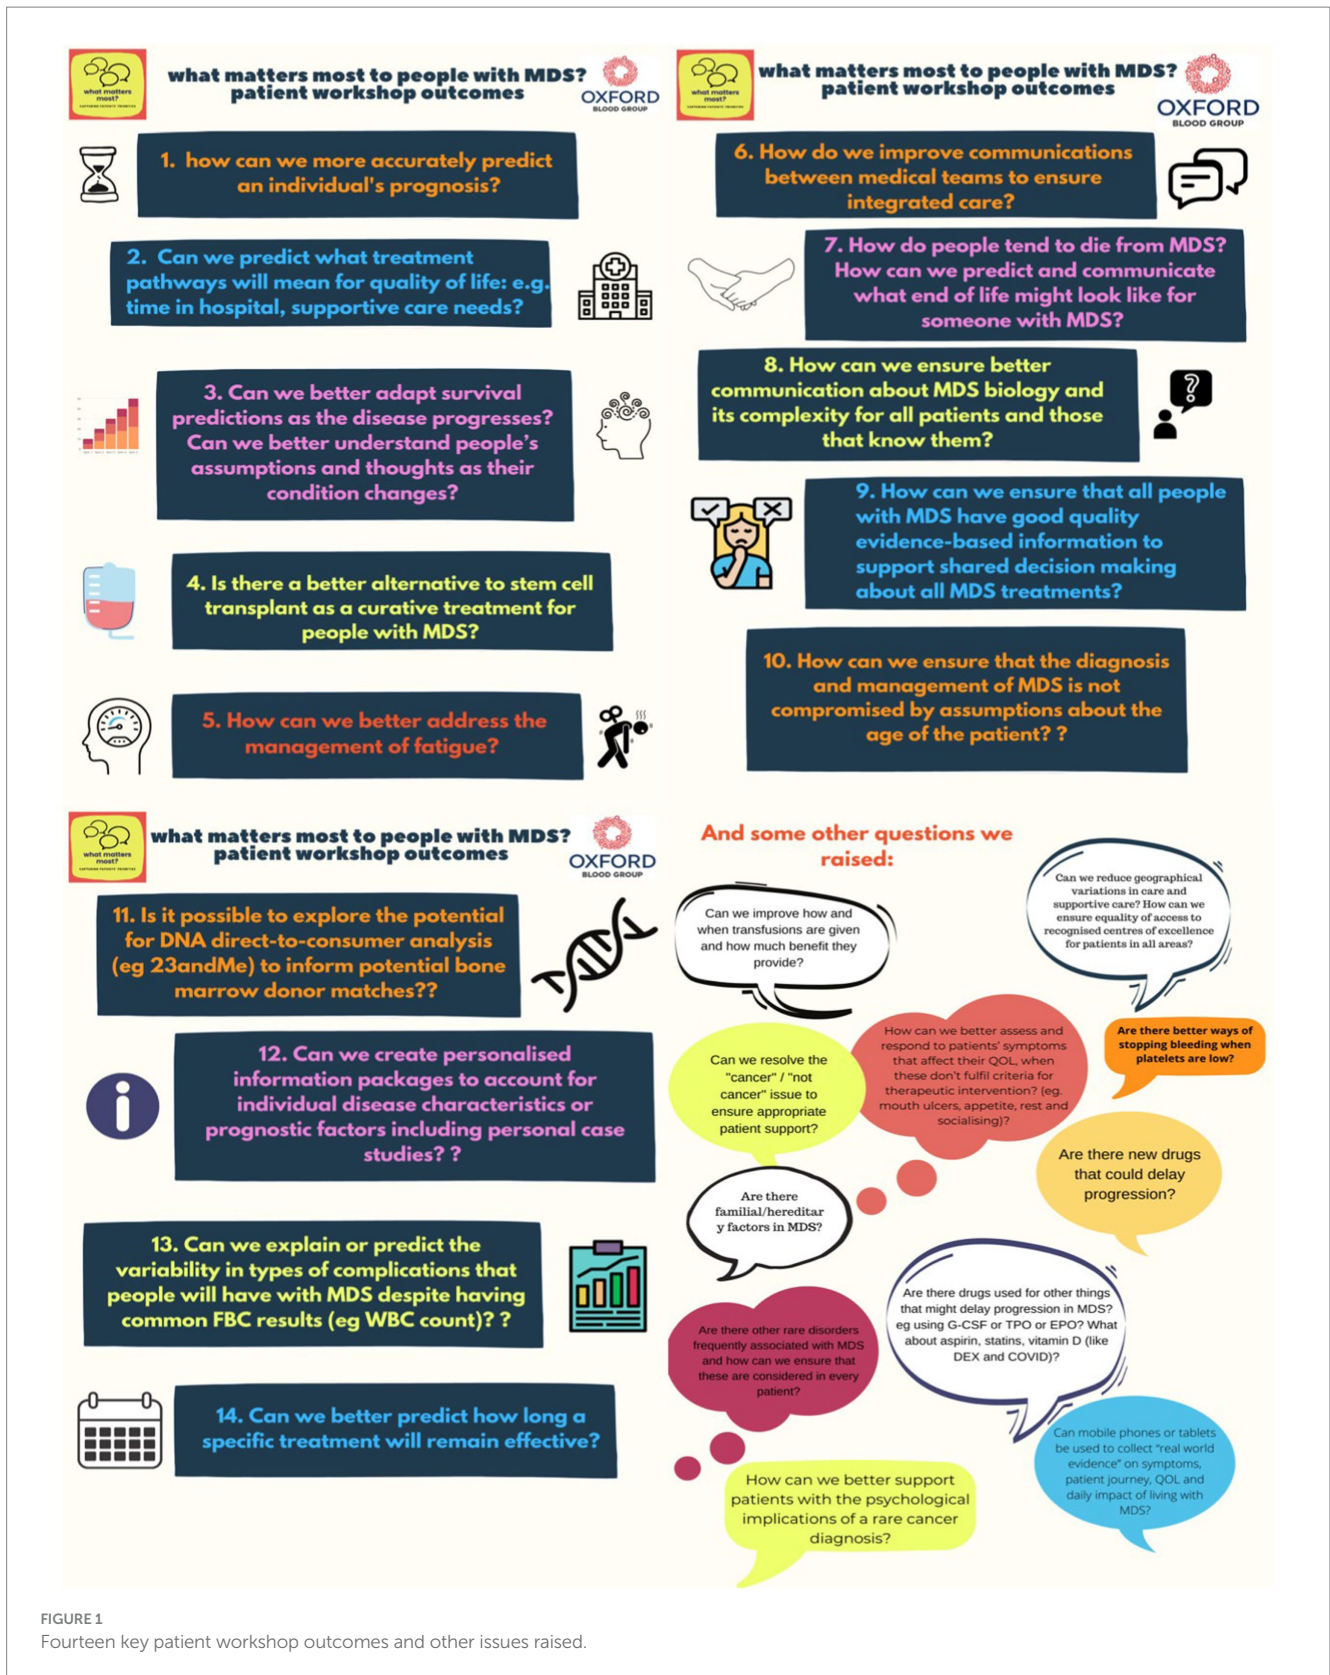 what matters
most?
CAPTURING PATIENTS' PRIORITIES
what matters most to people with MDS?
patient workshop outcomes
OXFORD
BLOOD GROUP
1. how can we more accurately predict
an individual's prognosis?
2. Can we predict what treatment
pathways will mean for quality of life: e.g.
time in hospital, supportive care needs?
3. Can we better adapt survival
predictions as the disease progresses?
Can we better understand people's
assumptions and thoughts as their
condition changes?
4. Is there a better alternative to stem cell
transplant as a curative treatment for
people with MDS?
5. How can we better address the
management of fatigue?
what matters
most?
CAPTURING PATIENTS' PRIORITIES
what matters most to people with MDS?
patient workshop outcomes
OXFORD
BLOOD GROUP
6. How do we improve communications
between medical teams to ensure
integrated care?
7. How do people tend to die from MDS?
How can we predict and communicate
what end of life might look like for
someone with MDS?
8. How can we ensure better
communication about MDS biology and
its complexity for all patients and those
that know them?
?
9. How can we ensure that all people
with MDS have good quality
evidence-based information to
support shared decision making
about all MDS treatments?
10. How can we ensure that the diagnosis
and management of MDS is not
compromised by assumptions about the
age of the patient? ?
what matters
most?
CAPTURING PATIENTS' PRIORITIES
what matters most to people with MDS?
patient workshop outcomes
OXFORD
BLOOD GROUP
11. Is it possible to explore the potential
for DNA direct-to-consumer analysis
(eg 23andMe) to inform potential bone
marrow donor matches??
i
12. Can we create personalised
information packages to account for
individual disease characteristics or
prognostic factors including personal case
studies? ?
13. Can we explain or predict the
variability in types of complications that
people will have with MDS despite having
common FBC results (eg WBC count)? ?
14. Can we better predict how long a
specific treatment will remain effective?
And some other questions we
raised:
Can we improve how and
when transfusions are given
and how much benefit they
provide?
Can we reduce geographical
variations in care and
supportive care? How can we
ensure equality of access to
recognised centres of excellence
for patients in all areas?
Can we resolve the
"cancer" / "not
cancer" issue to
ensure appropriate
patient support?
How can we better assess and
respond to patients' symptoms
that affect their QOL, when
these don't fulfil criteria for
therapeutic intervention? (eg.
mouth ulcers, appetite, rest and
socialising)?
Are there better ways of
stopping bleeding when
platelets are low?
Are there new drugs
that could delay
progression?
Are there
familial/hereditar
y factors in MDS?
Are there drugs used for other things
that might delay progression in MDS?
eg using G-CSF or TPO or EPO? What
about aspirin, statins, vitamin D (like
DEX and COVID)?
Are there other rare disorders
frequently associated with MDS
and how can we ensure that
these are considered in every
patient?
Can mobile phones or tablets
be used to collect "real world
evidence" on symptoms,
patient journey, QOL and
daily impact of living with
MDS?
How can we better support
patients with the psychological
implications of a rare cancer
diagnosis?
FIGURE 1
Fourteen key patient workshop outcomes and other issues raised.